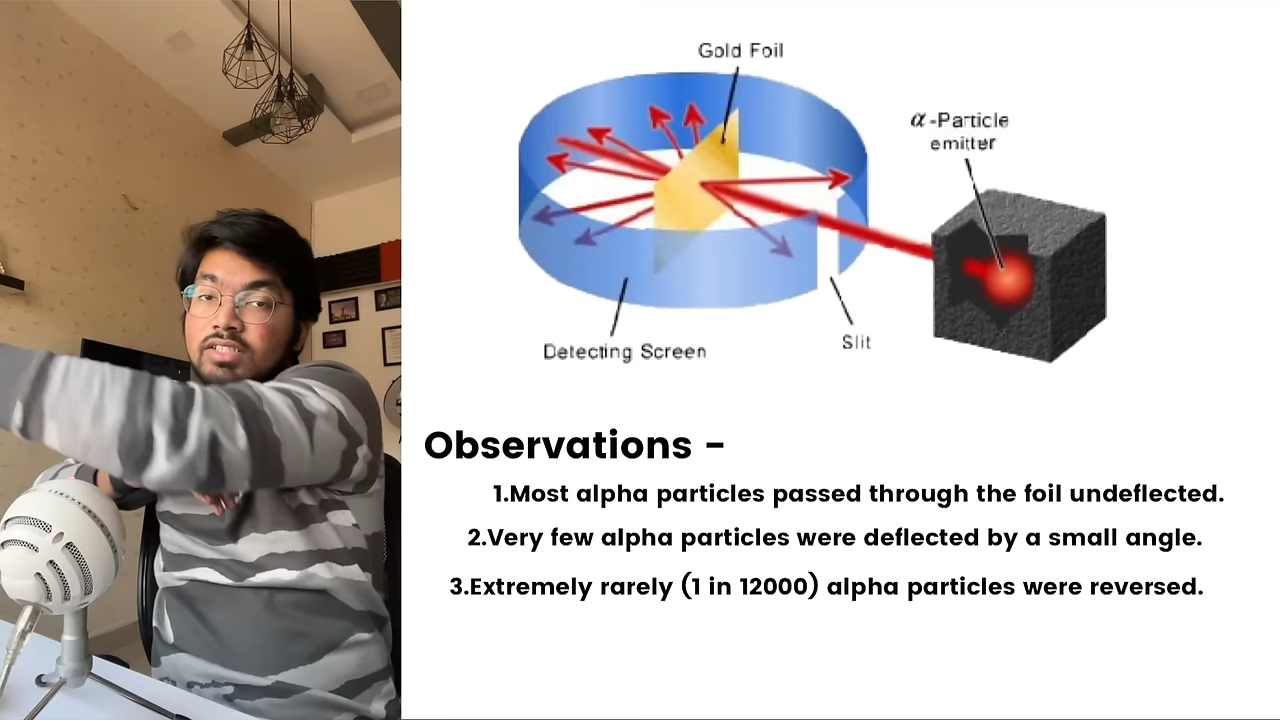 Gold Foil
α-Particle
emitter
Slit
Detecting Screen
Observations -
1.Most alpha particles passed through the foil undeflected.
2.Very few alpha particles were deflected by a small angle.
3.Extremely rarely (1 in 12000) alpha particles were reversed.